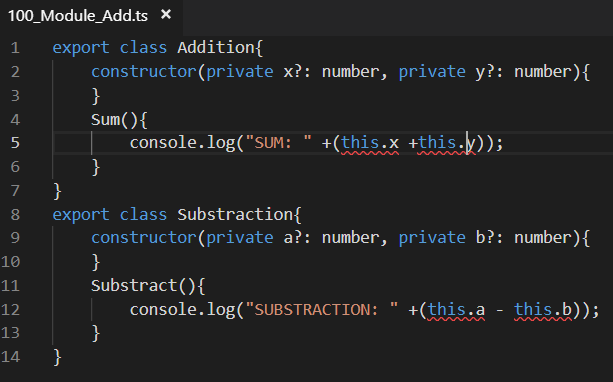 100_Module_Add.ts ×
1 export class Addition{
2     constructor(private x?: number, private y?: number){
3     }
4     Sum(){
5         console.log("SUM: " +(this.x +this.y));
6     }
7 }
8 export class Substraction{
9     constructor(private a?: number, private b?: number){
10     }
11     Substract(){
12         console.log("SUBSTRACTION: " +(this.a - this.b));
13     }
14 }